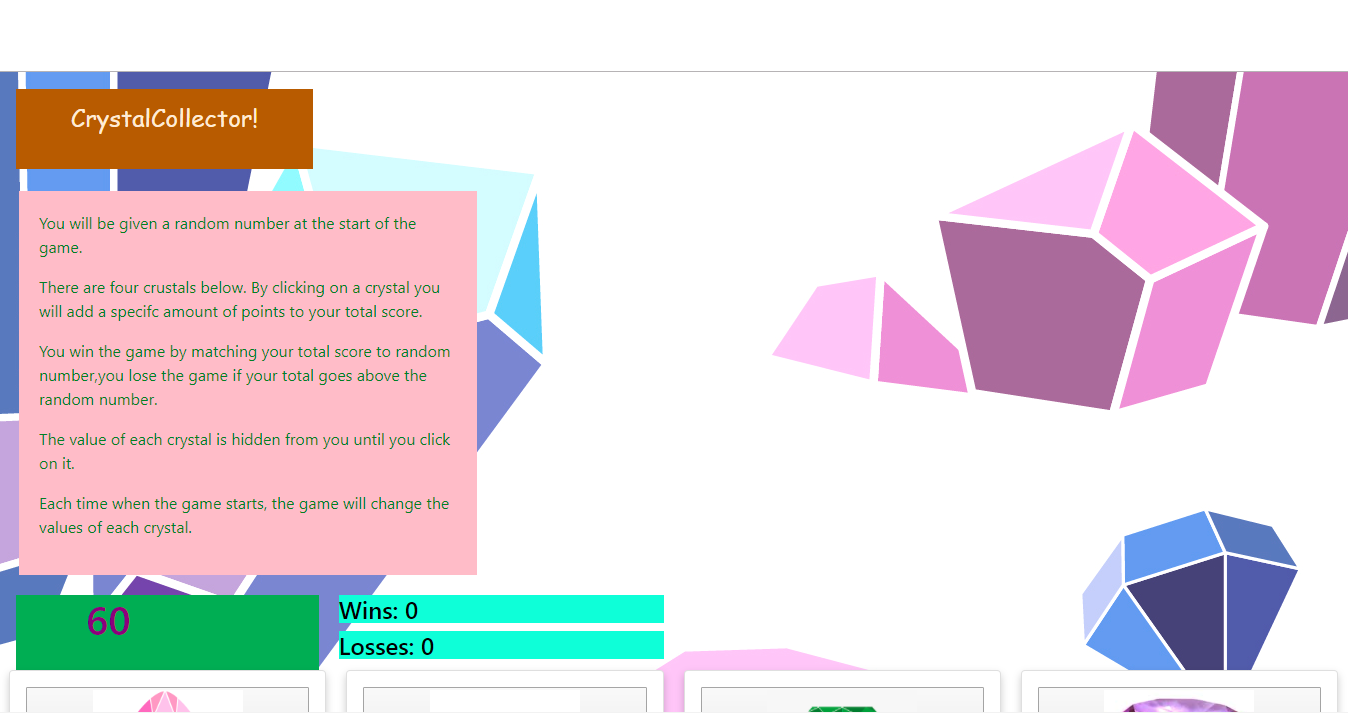 CrystalCollector!
You will be given a random number at the start of the
game.
There are four crustals below. By clicking on a crystal you
will add a specifc amount of points to your total score.
You win the game by matching your total score to random
number,you lose the game if your total goes above the
random number.
The value of each crystal is hidden from you until you click
on it.
Each time when the game starts, the game will change the
values of each crystal.
60
Wins: 0
Losses: 0